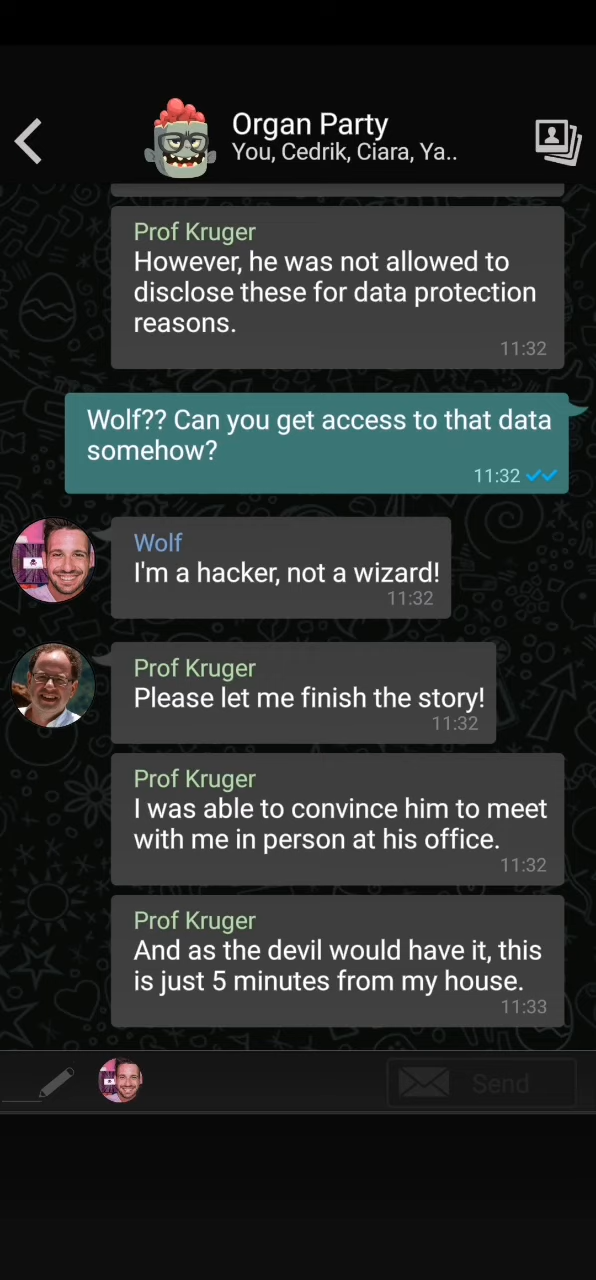 Organ Party
You, Cedrik, Ciara, Ya..
Prof Kruger
However, he was not allowed to
disclose these for data protection
reasons.
11:32
Wolf?? Can you get access to that data
somehow?
11:32
Wolf
I'm a hacker, not a wizard!
11:32
Prof Kruger
Please let me finish the story!
11:32
Prof Kruger
I was able to convince him to meet
with me in person at his office.
11:32
Prof Kruger
And as the devil would have it, this
is just 5 minutes from my house.
11:33
Send